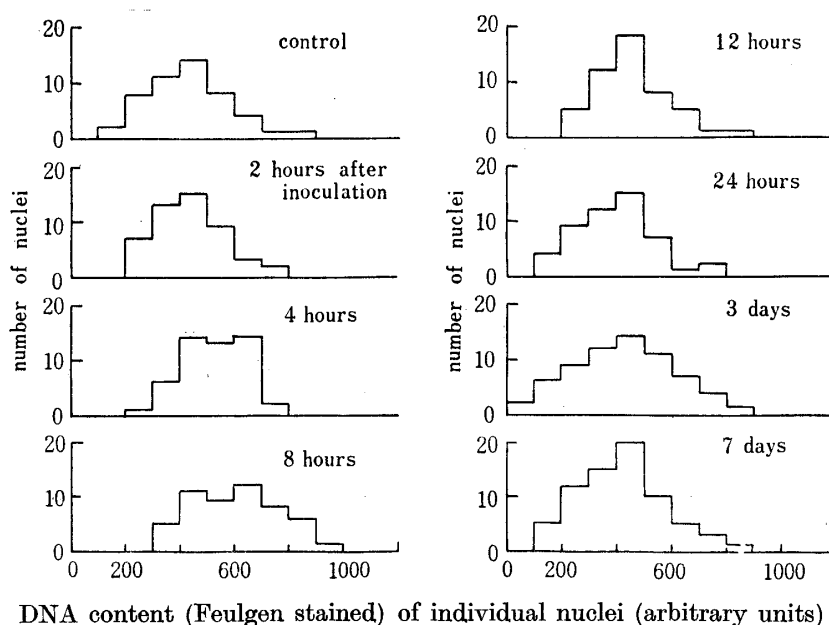 20
10
0
control
20
10
0
2 hours after
inoculation
20
10
0
4 hours
20
10
0
8 hours
200
600
1000
number of nuclei
20
10
0
12 hours
20
10
0
24 hours
20
10
0
3 days
20
10
0
7 days
0
200
600
1000
number of nuclei
DNA content (Feulgen stained) of individual nuclei (arbitrary units)